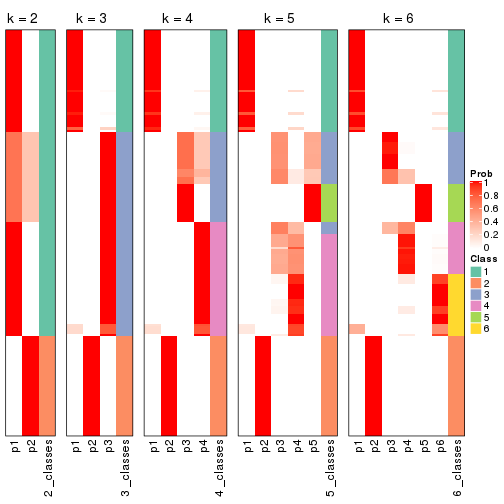 k = 2
k = 3
k = 4
k = 5
k = 6
p1
p2
2_classes
p1
p2
p3
3_classes
p1
p2
p3
p4
4_classes
p1
p2
p3
p4
p5
5_classes
p1
p2
p3
p4
p5
p6
6_classes
Prob
1
0.8
0.6
0.4
0.2
0
Class
1
2
3
4
5
6